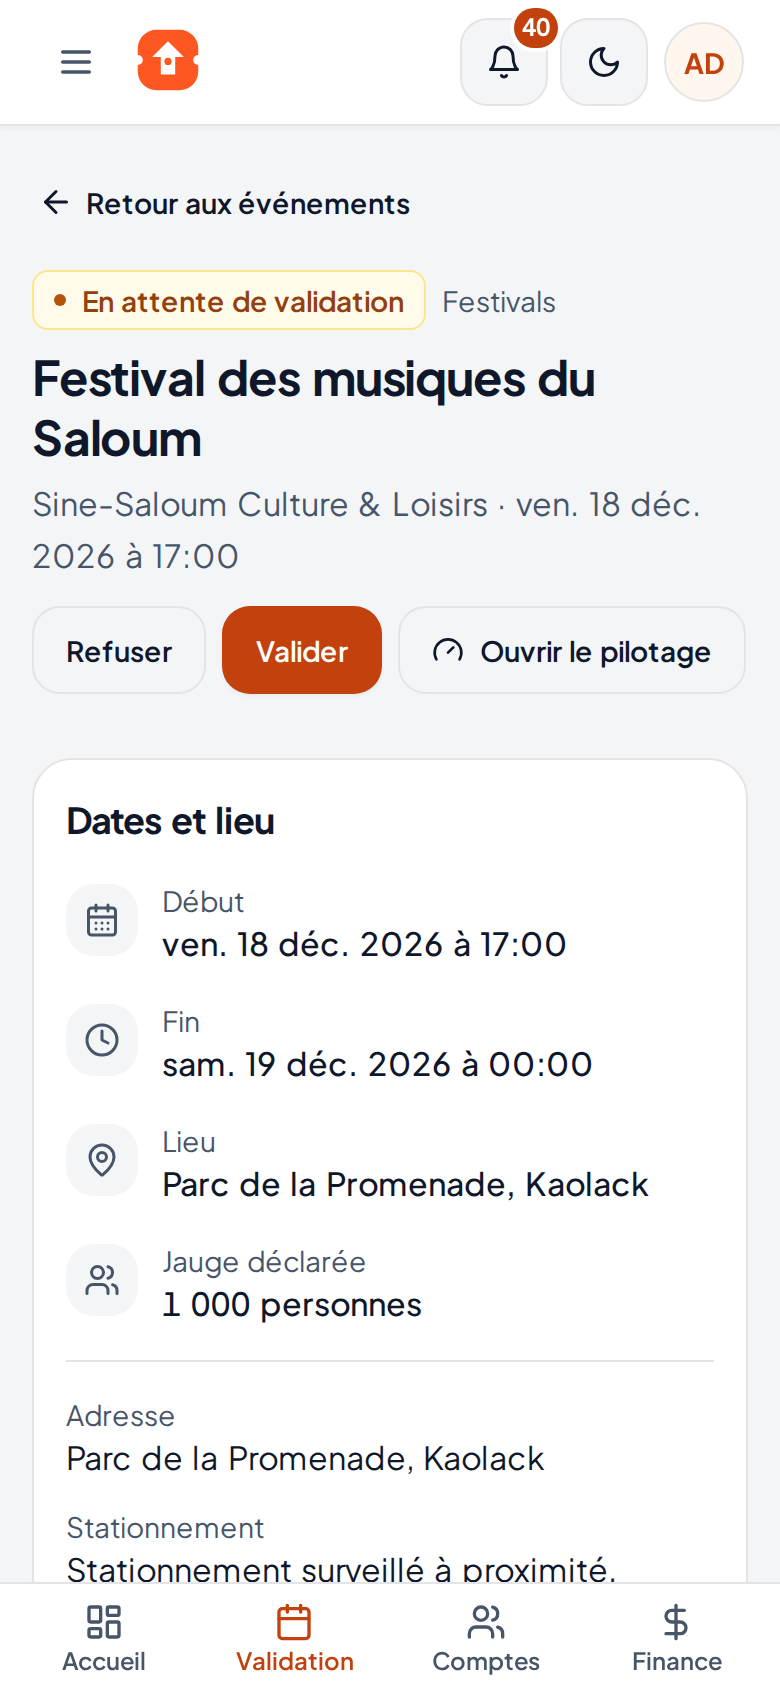 40
AD
Retour aux événements
En attente de validation
Festivals
Festival des musiques du
Saloum
Sine-Saloum Culture & Loisirs · ven. 18 déc.
2026 à 17:00
Refuser
Valider
Ouvrir le pilotage
Dates et lieu
Début
ven. 18 déc. 2026 à 17:00
Fin
sam. 19 déc. 2026 à 00:00
Lieu
Parc de la Promenade, Kaolack
Jauge déclarée
1 000 personnes
Adresse
Parc de la Promenade, Kaolack
Stationnement
Stationnement surveillé à proximité.
Accueil
Validation
Comptes
Finance